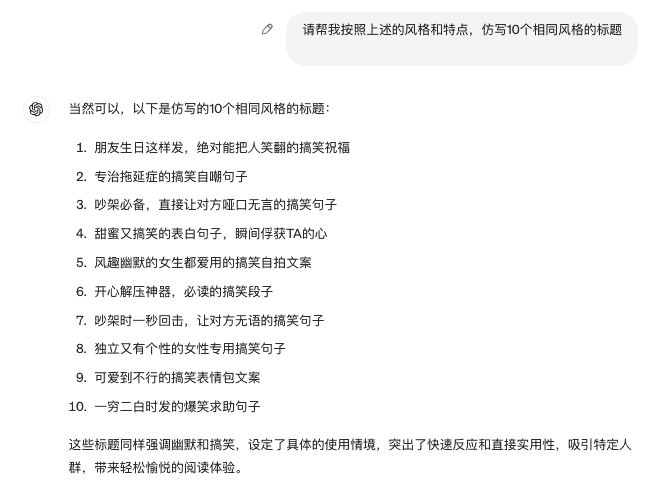 请帮我按照上述的风格和特点，仿写10个相同风格的标题
当然可以，以下是仿写的10个相同风格的标题：
1. 朋友生日这样发，绝对能把人笑翻的搞笑祝福
2. 专治拖延症的搞笑自嘲句子
3. 吵架必备，直接让对方哑口无言的搞笑句子
4. 甜蜜又搞笑的表白句子，瞬间俘获TA的心
5. 风趣幽默的女生都爱用的搞笑自拍文案
6. 开心解压神器，必读的搞笑段子
7. 吵架时一秒回击，让对方无语的搞笑句子
8. 独立又有个性的女性专用搞笑句子
9. 可爱到不行的搞笑表情包文案
10. 一穷二白时发的爆笑求助句子
这些标题同样强调幽默和搞笑，设定了具体的使用情境，突出了快速反应和直接实用性，吸引特定人
群，带来轻松愉悦的阅读体验。